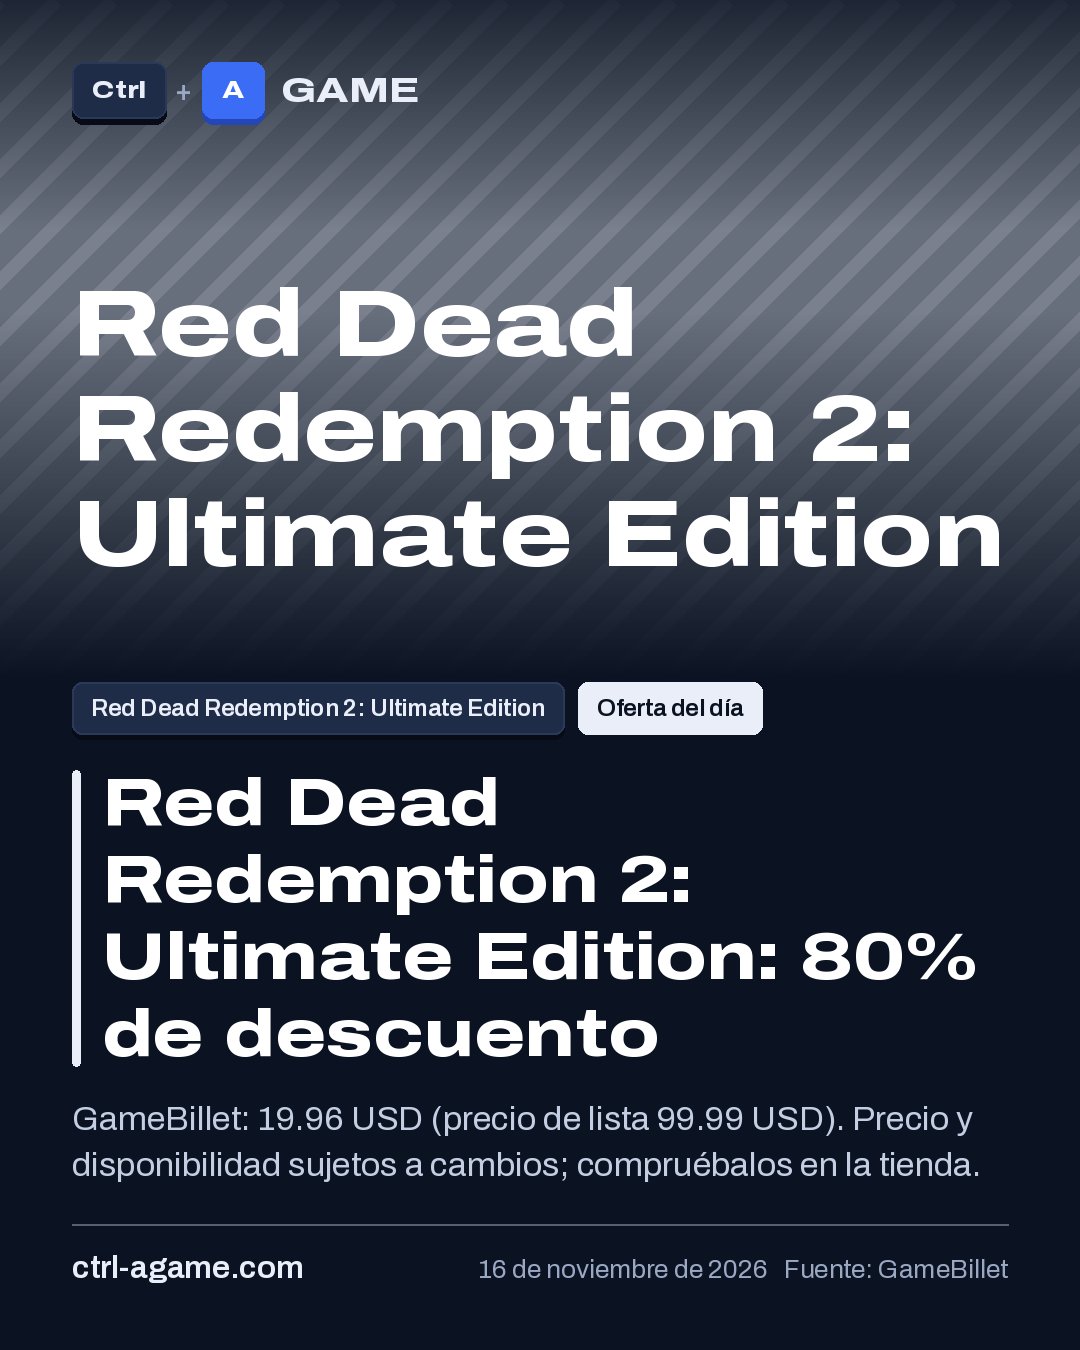 Ctrl + A GAME
Red Dead
Redemption 2:
Ultimate Edition
Red Dead Redemption 2: Ultimate Edition Oferta del día
Red Dead
Redemption 2:
Ultimate Edition: 80%
de descuento
GameBillet: 19.96 USD (precio de lista 99.99 USD). Precio y
disponibilidad sujetos a cambios; compruébalos en la tienda.
ctrl-agame.com 16 de noviembre de 2026 Fuente: GameBillet